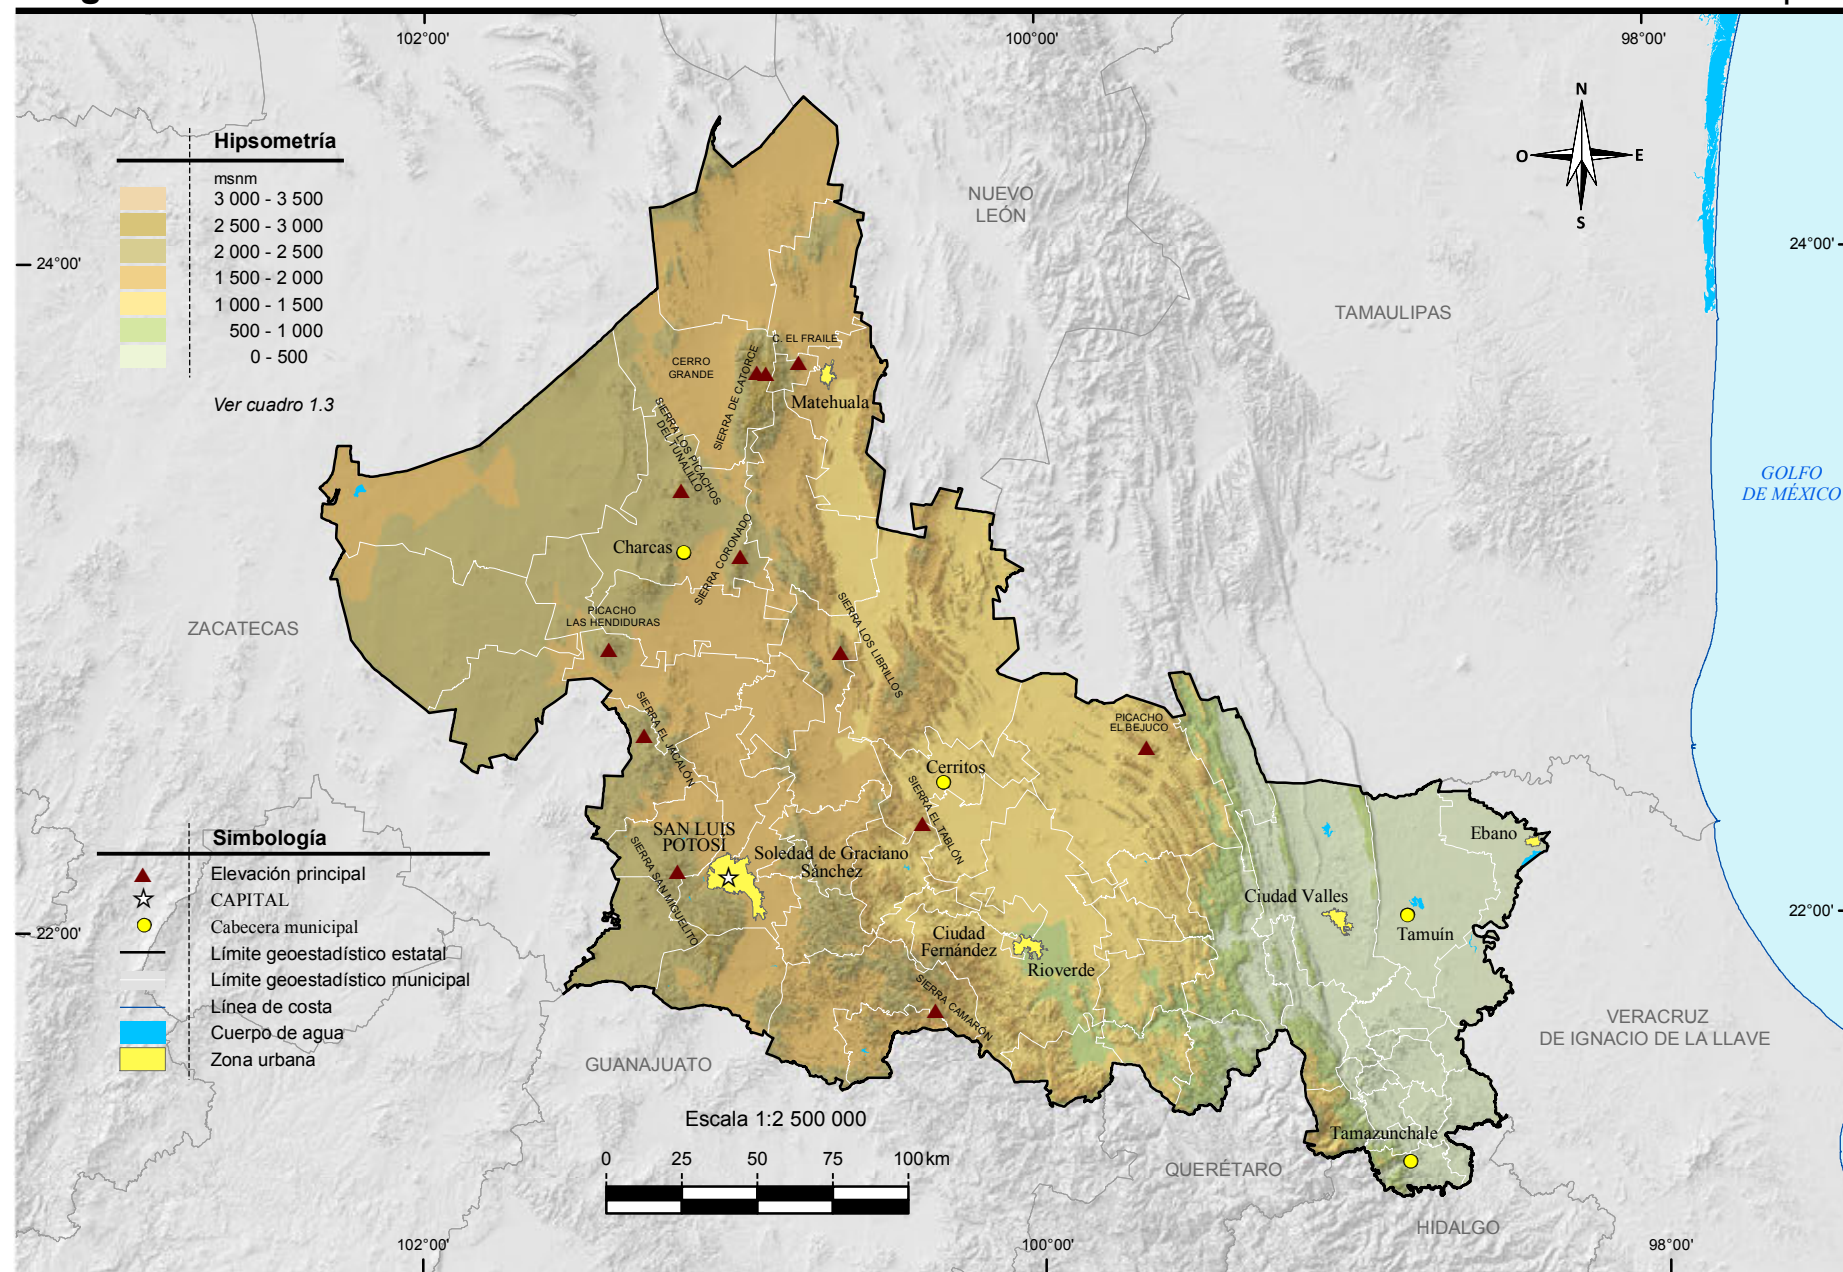 102°00'
100°00'
98°00'
Hipsometría
msnm
3 000 - 3 500
2 500 - 3 000
2 000 - 2 500
1 500 - 2 000
1 000 - 1 500
500 - 1 000
0 - 500
Ver cuadro 1.3
N
O
E
S
24°00'
24°00'
NUEVO
LEÓN
TAMAULIPAS
GOLFO
DE MÉXICO
ZACATECAS
C. EL FRAILE
CERRO
GRANDE
SIERRA DE CATORCE
Matehuala
SIERRA LOS PICACHOS
DEL TUNALILLO
Charcas
SIERRA CORONADO
PICACHO
LAS HENDIDURAS
SIERRA LOS LIBRILLOS
SIERRA EL JACALÓN
PICACHO
EL BEJUCO
Cerritos
SIERRA EL TABLÓN
SAN LUIS
POTOSÍ
Soledad de Graciano
Sánchez
SIERRA SAN MIGUELITO
Ebano
Ciudad Valles
Tamuín
Ciudad
Fernández
Rioverde
SIERRA CAMARÓN
22°00'
22°00'
Simbología
Elevación principal
CAPITAL
Cabecera municipal
Límite geoestadístico estatal
Límite geoestadístico municipal
Línea de costa
Cuerpo de agua
Zona urbana
VERACRUZ
DE IGNACIO DE LA LLAVE
GUANAJUATO
Tamazunchale
QUERÉTARO
HIDALGO
Escala 1:2 500 000
0 25 50 75 100 km
102°00'
100°00'
98°00'